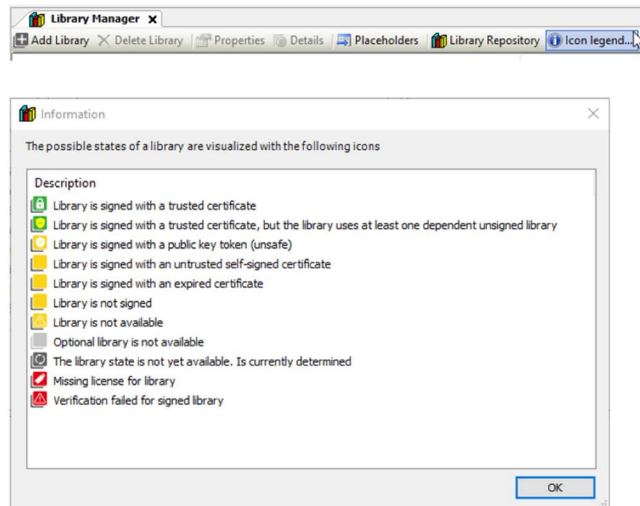 Library Manager x
Add Library Delete Library Properties Details Placeholders Library Repository Icon legend...
Information
The possible states of a library are visualized with the following icons
Description
Library is signed with a trusted certificate
Library is signed with a trusted certificate, but the library uses at least one dependent unsigned library
Library is signed with a public key token (unsafe)
Library is signed with an untrusted self-signed certificate
Library is signed with an expired certificate
Library is not signed
Library is not available
Optional library is not available
The library state is not yet available. Is currently determined
Missing license for library
Verification failed for signed library
OK